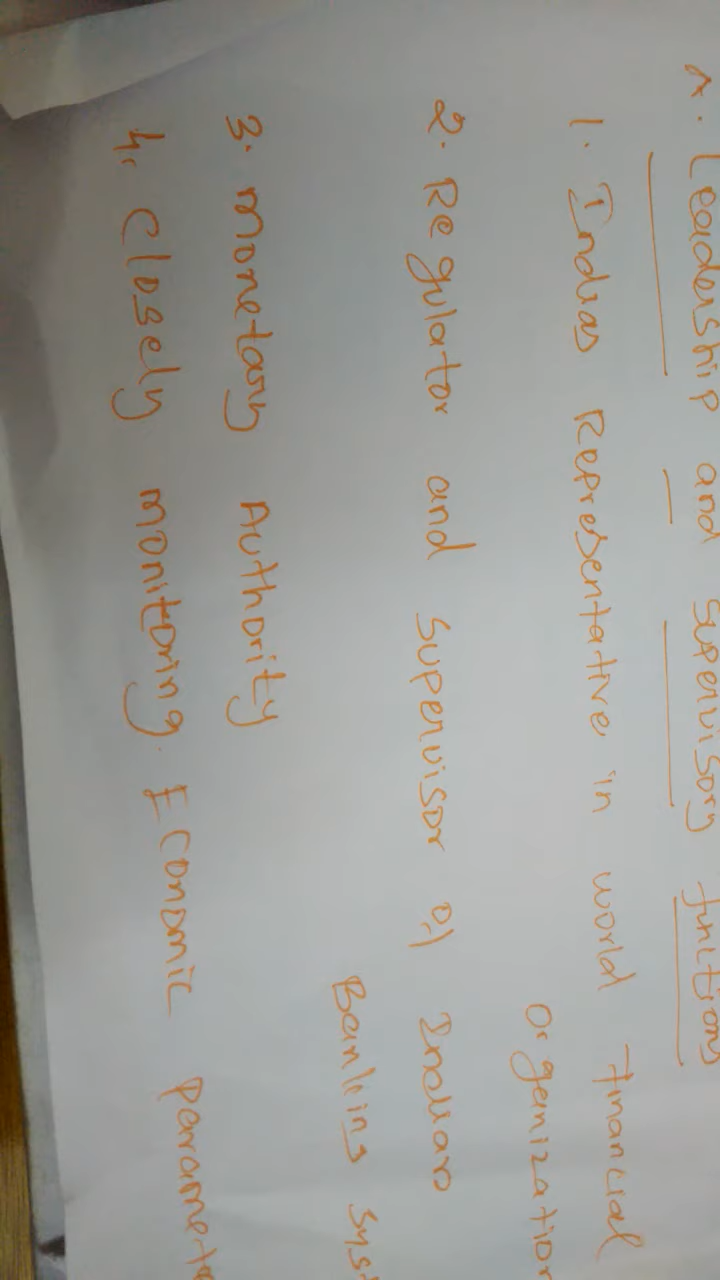 A. Leadership and supervisory functions
1. Indias Representative in world financial
organization
2. Regulator and Supervisor of Indian
Banking Sys
3. Monetary Authority
4. closely monitoring. Economic paramete